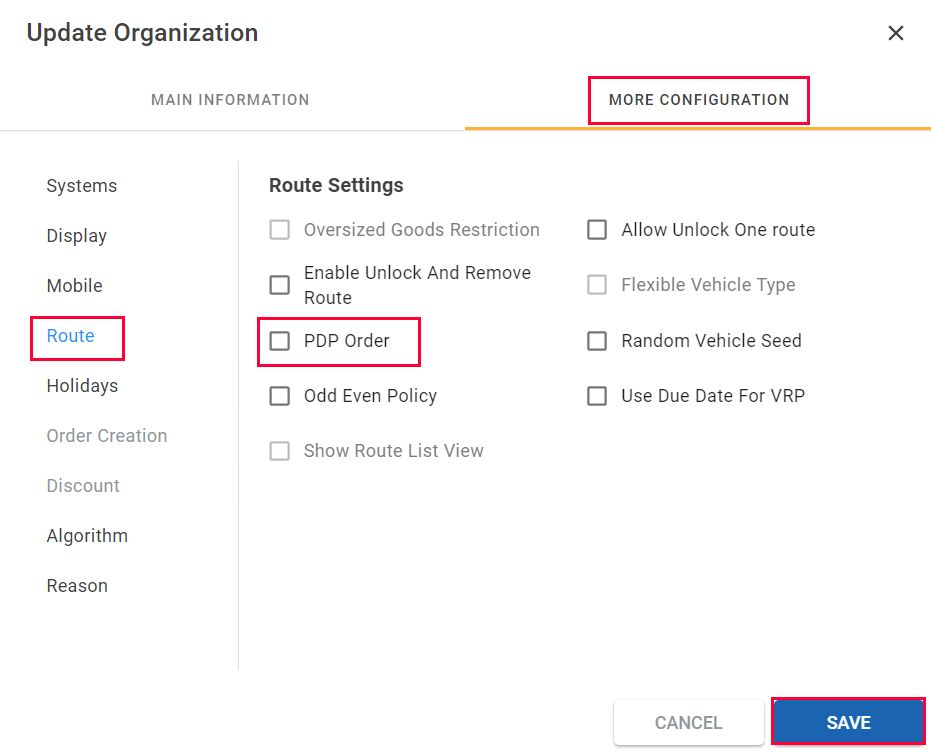 Update Organization
MAIN INFORMATION
MORE CONFIGURATION
Systems
Display
Mobile
Route
Holidays
Order Creation
Discount
Algorithm
Reason
Route Settings
Oversized Goods Restriction
Allow Unlock One route
Enable Unlock And Remove
Route
Flexible Vehicle Type
PDP Order
Random Vehicle Seed
Odd Even Policy
Use Due Date For VRP
Show Route List View
CANCEL
SAVE